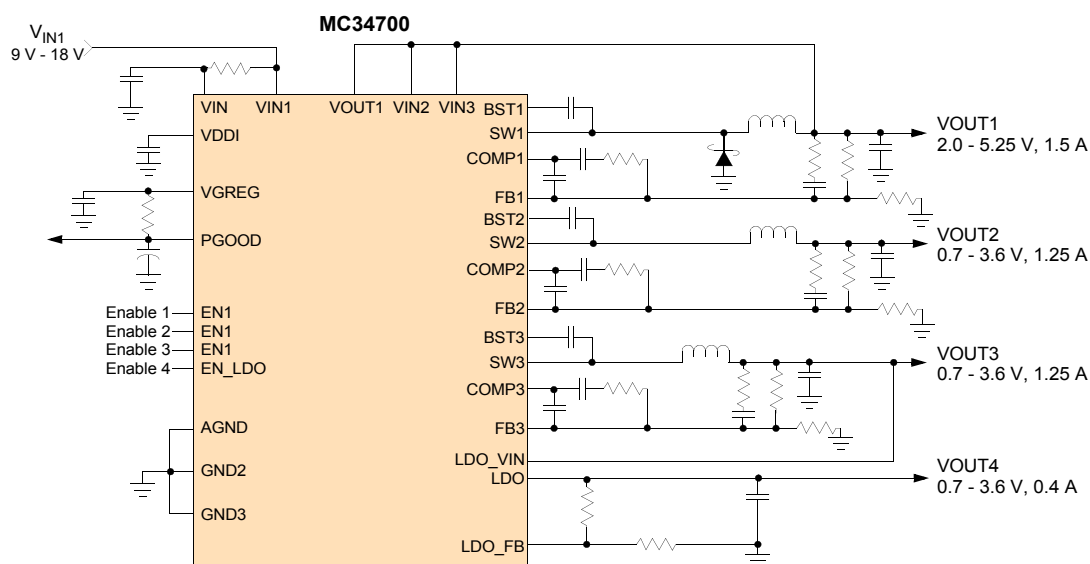 MC34700
VIN1
9 V - 18 V
VIN
VIN1
VOUT1
VIN2
VIN3
VDDI
VGREG
PGOOD
Enable 1
EN1
Enable 2
EN1
Enable 3
EN1
Enable 4
EN_LDO
AGND
GND2
GND3
BST1
SW1
COMP1
FB1
BST2
SW2
COMP2
FB2
BST3
SW3
COMP3
FB3
LDO_VIN
LDO
LDO_FB
VOUT1
2.0 - 5.25 V, 1.5 A
VOUT2
0.7 - 3.6 V, 1.25 A
VOUT3
0.7 - 3.6 V, 1.25 A
VOUT4
0.7 - 3.6 V, 0.4 A